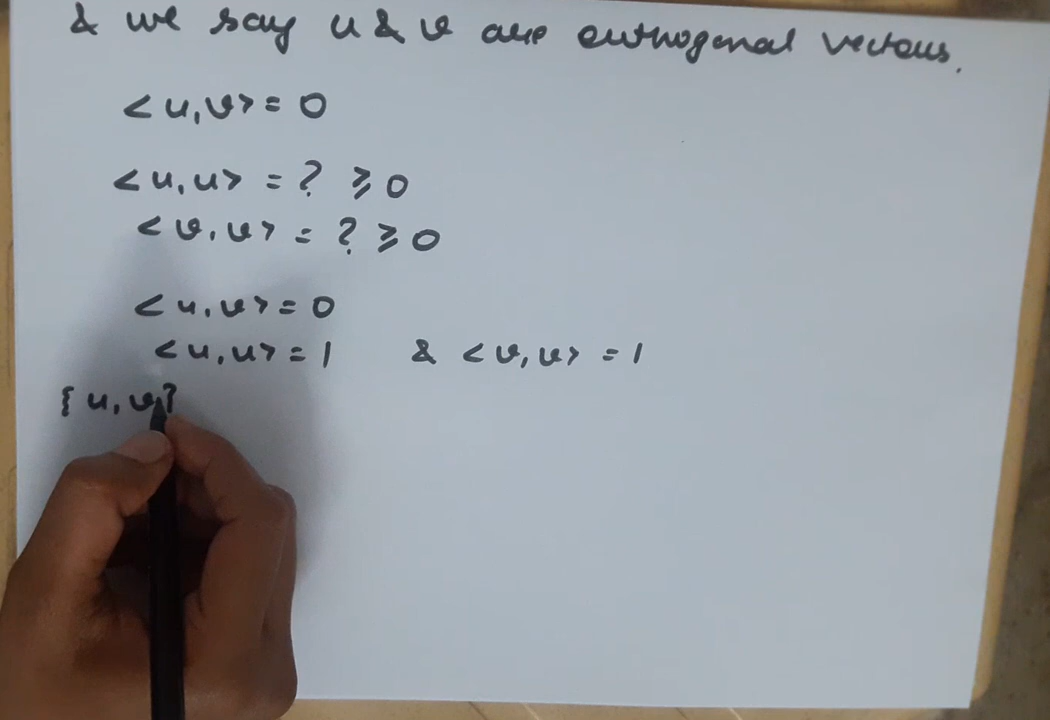 & we say u & v are orthogonal vectors.
<u,v> = 0
<u,u> = ? ≥ 0
<v,v> = ? ≥ 0
<u,v> = 0
<u,u> = 1 & <v,v> = 1
{u,v}